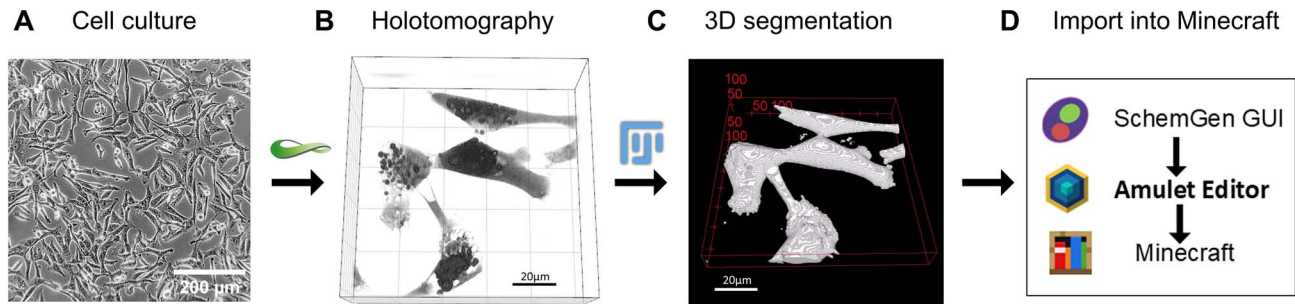 A Cell culture
B Holotomography
C 3D segmentation
D Import into Minecraft
200 µm
20µm
100
50
50 100
50
100
20µm
SchemGen GUI
Amulet Editor
Minecraft